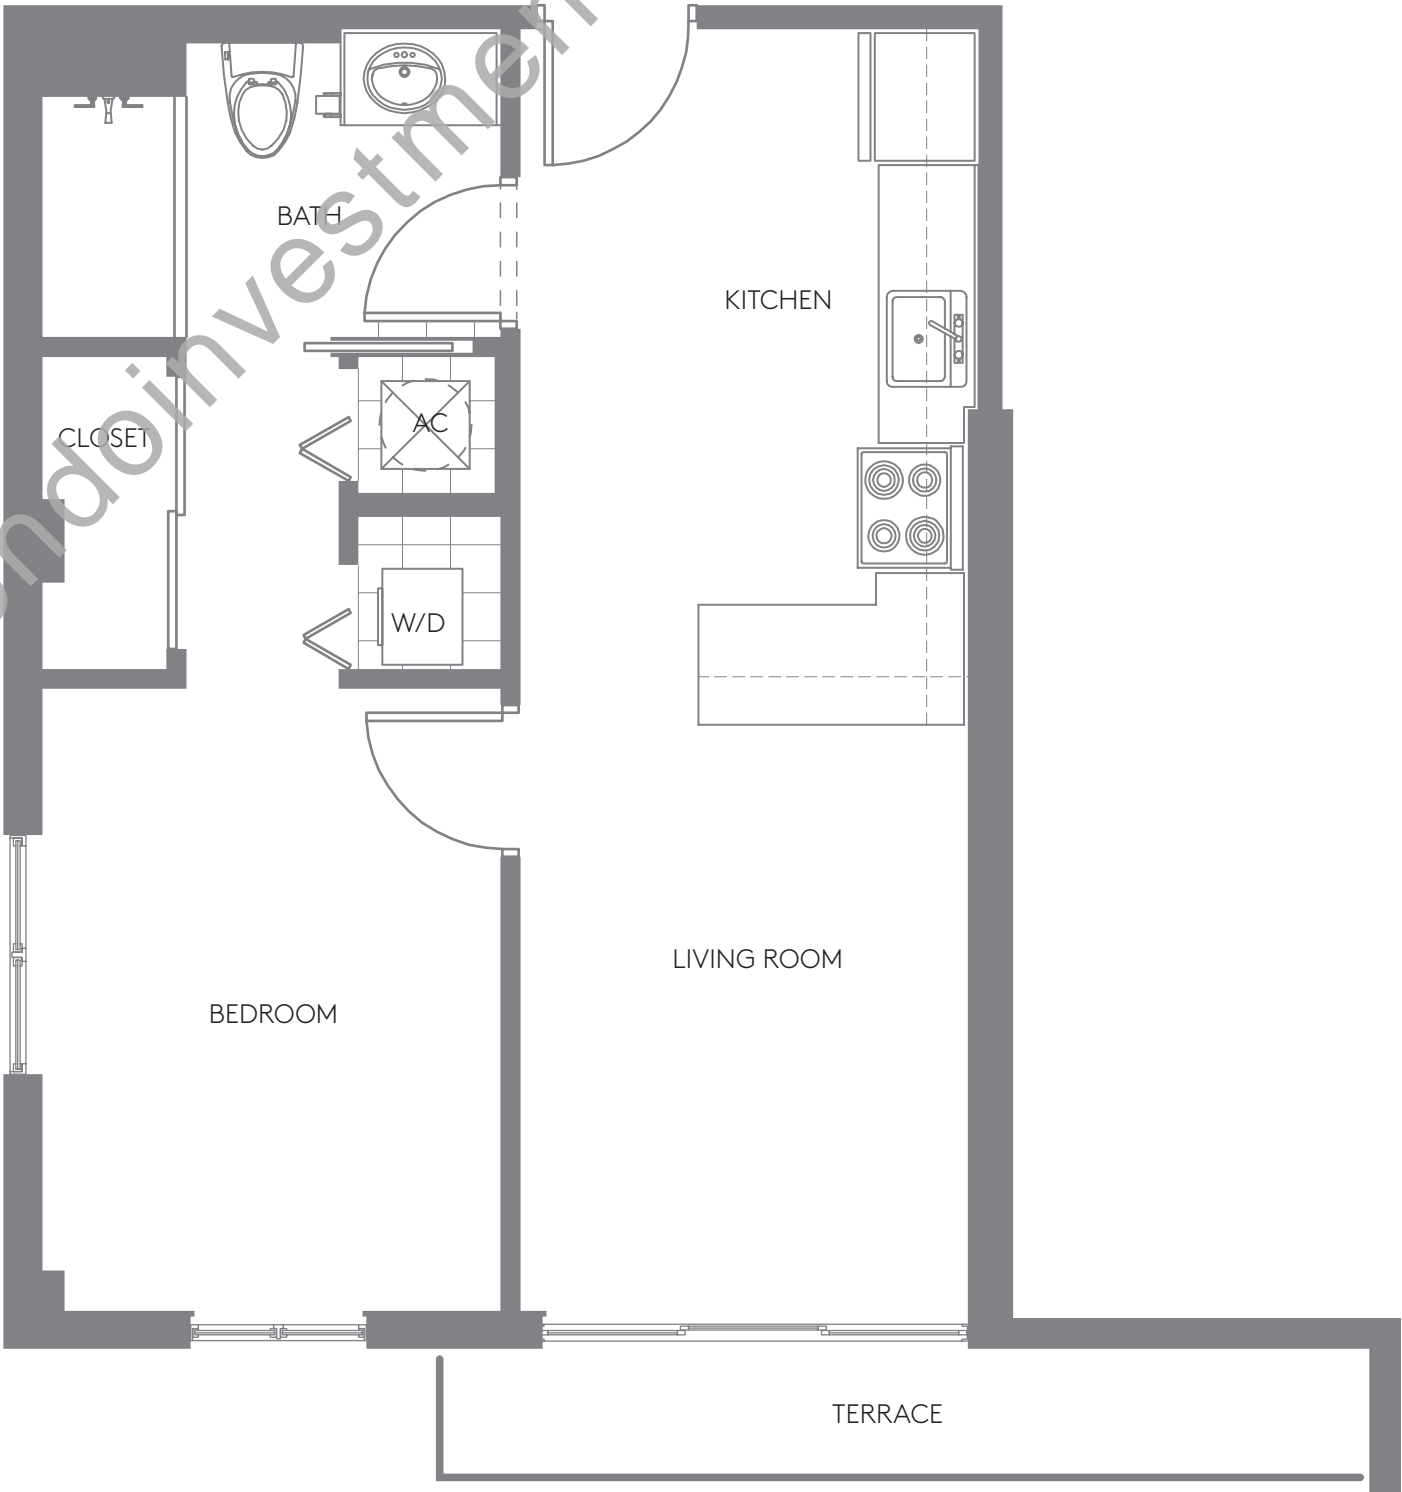 BATH
KITCHEN
AC
CLOSET
W/D
LIVING ROOM
BEDROOM
TERRACE